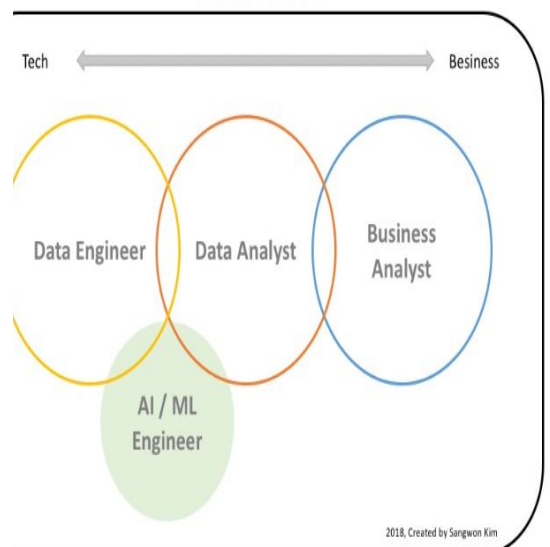 Tech
Besiness
Data Engineer
Data Analyst
Business
Analyst
AI / ML
Engineer
2018, Created by Sangwon Kim